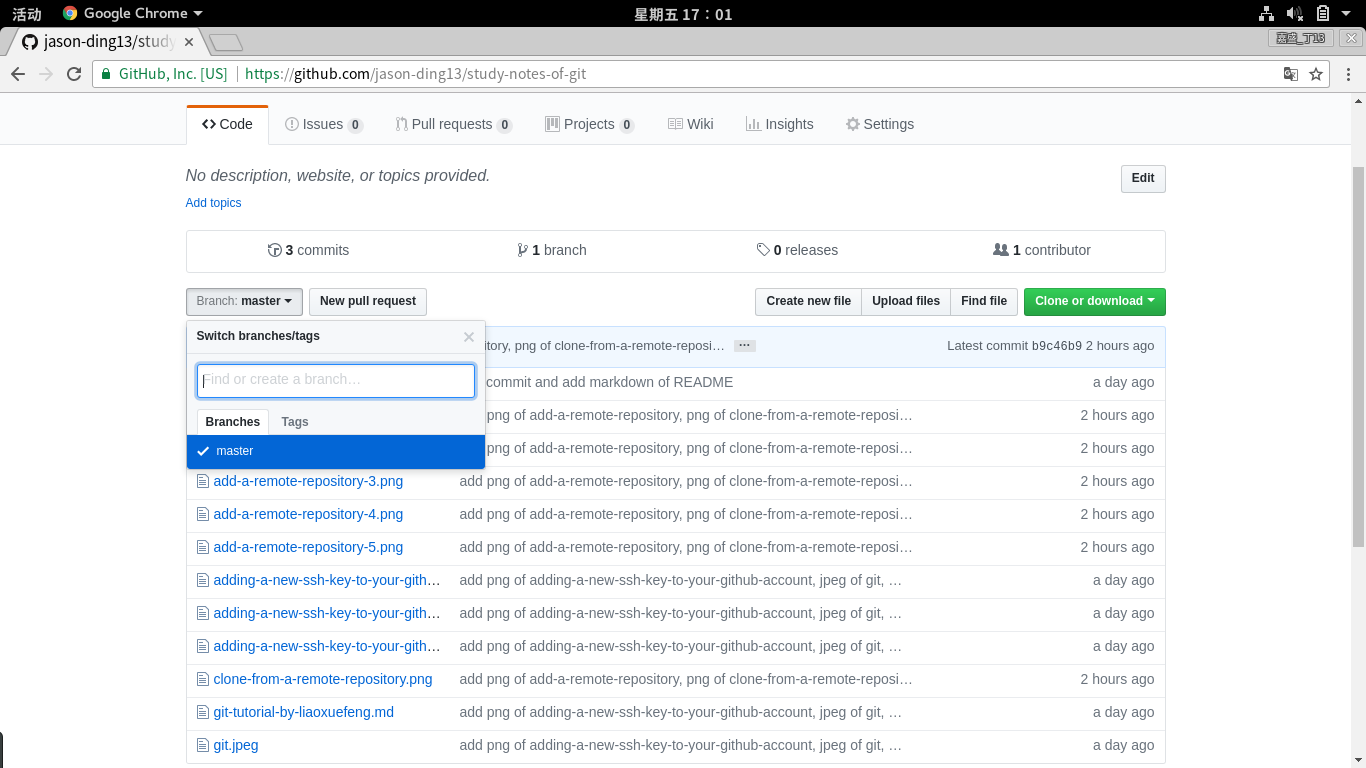 活动 Google Chrome 星期五 17：01
jason-ding13/study
嘉盛_丁13
GitHub, Inc. [US] https://github.com/jason-ding13/study-notes-of-git
Code Issues 0 Pull requests 0 Projects 0 Wiki Insights Settings
No description, website, or topics provided.
Edit
Add topics
3 commits 1 branch 0 releases 1 contributor
Branch: master New pull request Create new file Upload files Find file Clone or download
Switch branches/tags
Find or create a branch…
Branches Tags
master
tory, png of clone-from-a-remote-reposi… … Latest commit b9c46b9 2 hours ago
commit and add markdown of README a day ago
png of add-a-remote-repository, png of clone-from-a-remote-reposi… 2 hours ago
png of add-a-remote-repository, png of clone-from-a-remote-reposi… 2 hours ago
add-a-remote-repository-3.png add png of add-a-remote-repository, png of clone-from-a-remote-reposi… 2 hours ago
add-a-remote-repository-4.png add png of add-a-remote-repository, png of clone-from-a-remote-reposi… 2 hours ago
add-a-remote-repository-5.png add png of add-a-remote-repository, png of clone-from-a-remote-reposi… 2 hours ago
adding-a-new-ssh-key-to-your-gith… add png of adding-a-new-ssh-key-to-your-github-account, jpeg of git, … a day ago
adding-a-new-ssh-key-to-your-gith… add png of adding-a-new-ssh-key-to-your-github-account, jpeg of git, … a day ago
adding-a-new-ssh-key-to-your-gith… add png of adding-a-new-ssh-key-to-your-github-account, jpeg of git, … a day ago
clone-from-a-remote-repository.png add png of add-a-remote-repository, png of clone-from-a-remote-reposi… 2 hours ago
git-tutorial-by-liaoxuefeng.md add png of adding-a-new-ssh-key-to-your-github-account, jpeg of git, … a day ago
git.jpeg add png of adding-a-new-ssh-key-to-your-github-account, jpeg of git, … a day ago